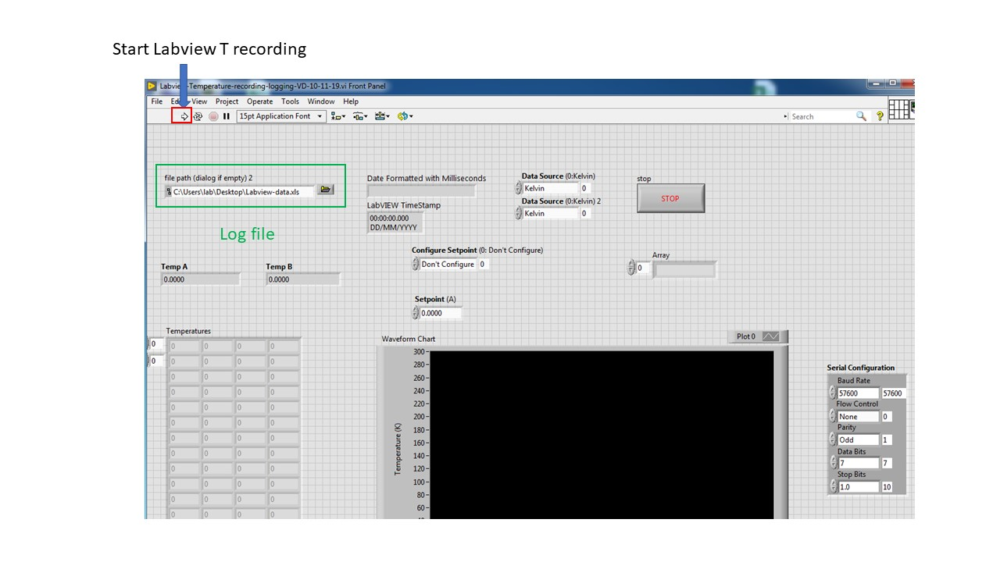 Start Labview T recording
Temperature-recording-logging-VD-10-11-19.vi Front Panel
File View Project Operate Tools Window Help
15pt Application Font Search ?
file path (dialog if empty) 2
C:\Users\lab\Desktop\Labview-data.xls
Log file
Date Formatted with Milliseconds
LabVIEW TimeStamp
00:00:00.000
DD/MM/YYYY
Data Source (0:Kelvin)
Kelvin 0
Data Source (0:Kelvin) 2
Kelvin 0
stop
STOP
Configure Setpoint (0: Don't Configure)
Don't Configure 0
Array
0
Temp A
0.0000
Temp B
0.0000
Setpoint (A)
0.0000
Temperatures
0 0 0 0 0
0 0 0 0 0
0 0 0 0
0 0 0 0
0 0 0 0
0 0 0 0
0 0 0 0
0 0 0 0
0 0 0 0
0 0 0 0
0 0 0 0
0 0 0 0
Waveform Chart
Plot 0
Temperature (K)
300
280
260
240
220
200
180
160
140
120
100
80
60
Serial Configuration
Baud Rate
57600 57600
Flow Control
None 0
Parity
Odd 1
Data Bits
7 7
Stop Bits
1.0 10